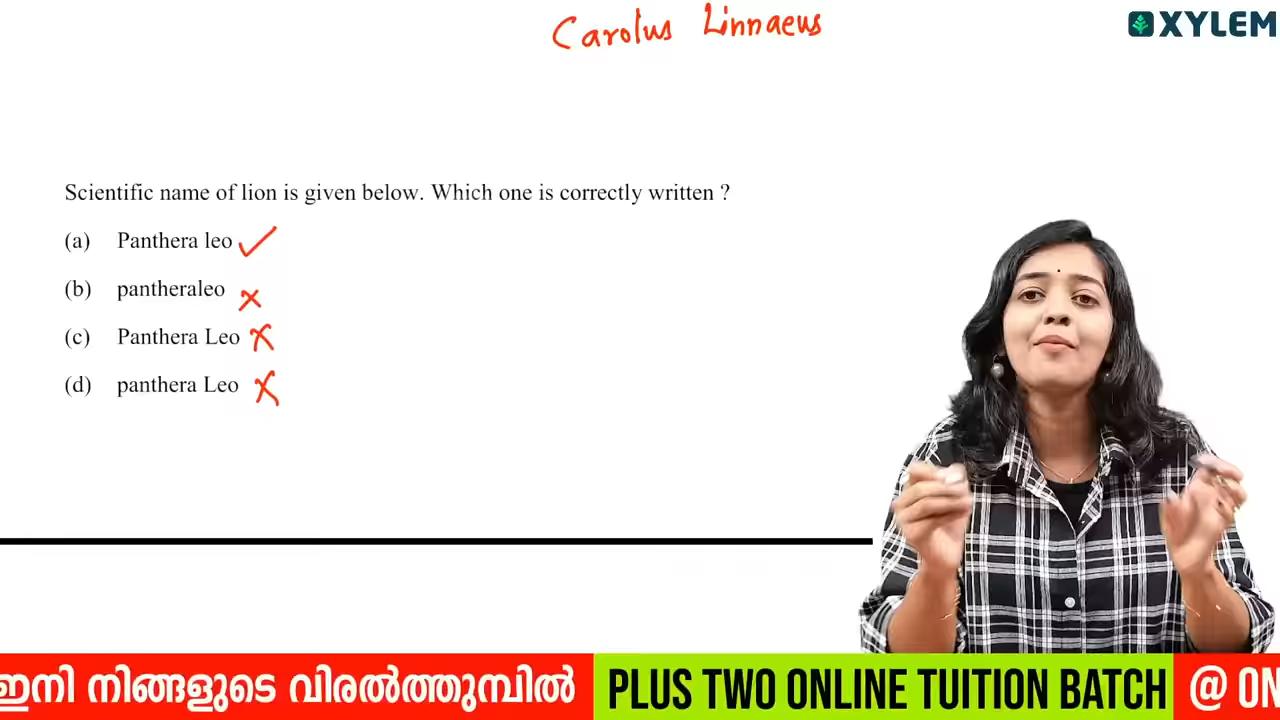 Carolus Linnaeus
XYLEM
Scientific name of lion is given below. Which one is correctly written ?
(a) Panthera leo
(b) pantheraleo
(c) Panthera Leo
(d) panthera Leo
ഇനി നിങ്ങളുടെ വിരൽത്തുമ്പിൽ PLUS TWO ONLINE TUITION BATCH @ ON